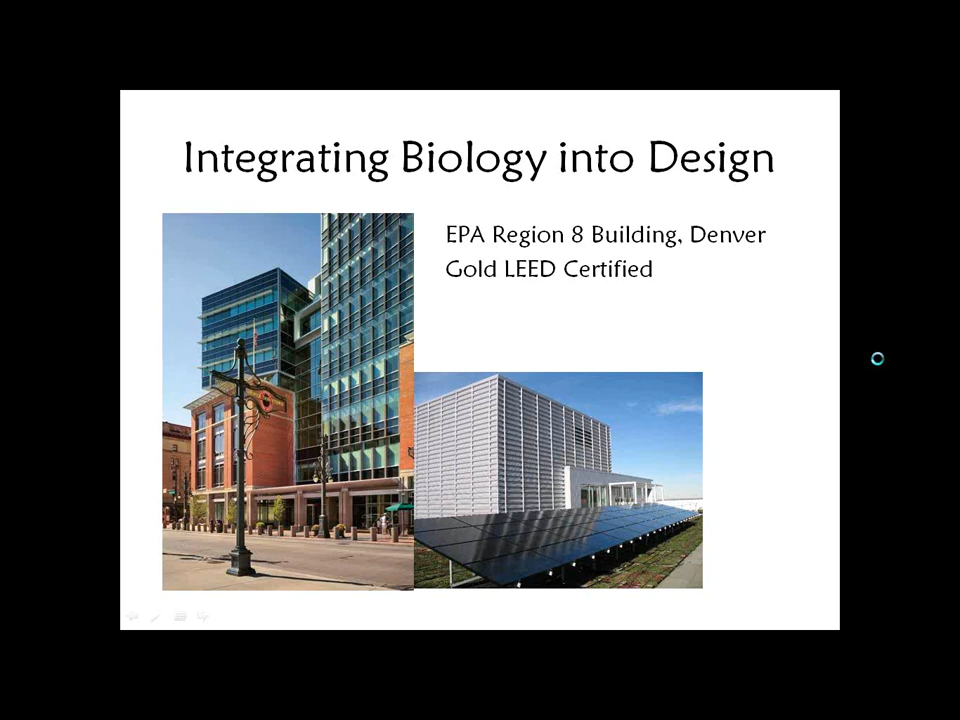 Integrating Biology into Design
EPA Region 8 Building, Denver
Gold LEED Certified